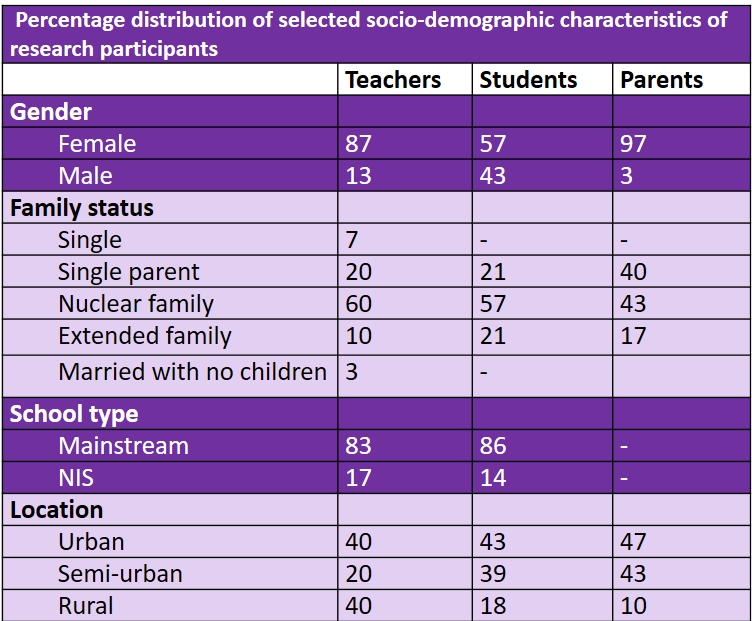 Percentage distribution of selected socio-demographic characteristics of
research participants
Teachers Students Parents
Gender
Female 87 57 97
Male 13 43 3
Family status
Single 7 - -
Single parent 20 21 40
Nuclear family 60 57 43
Extended family 10 21 17
Married with no children 3 -
School type
Mainstream 83 86 -
NIS 17 14 -
Location
Urban 40 43 47
Semi-urban 20 39 43
Rural 40 18 10